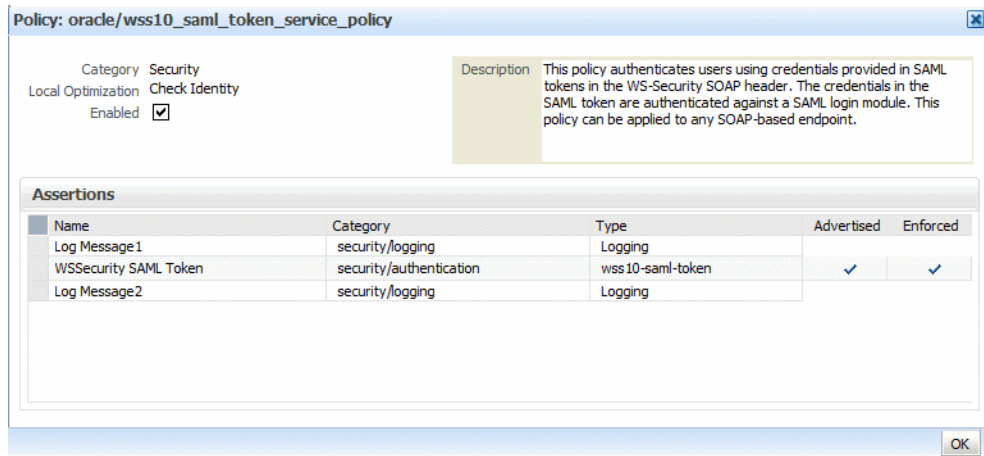 Policy: oracle/wss10_saml_token_service_policy
Category Security
Local Optimization Check Identity
Enabled
Description This policy authenticates users using credentials provided in SAML
tokens in the WS-Security SOAP header. The credentials in the
SAML token are authenticated against a SAML login module. This
policy can be applied to any SOAP-based endpoint.
Assertions
Name Category Type Advertised Enforced
Log Message1 security/logging Logging
WSSecurity SAML Token security/authentication wss10-saml-token
Log Message2 security/logging Logging
OK